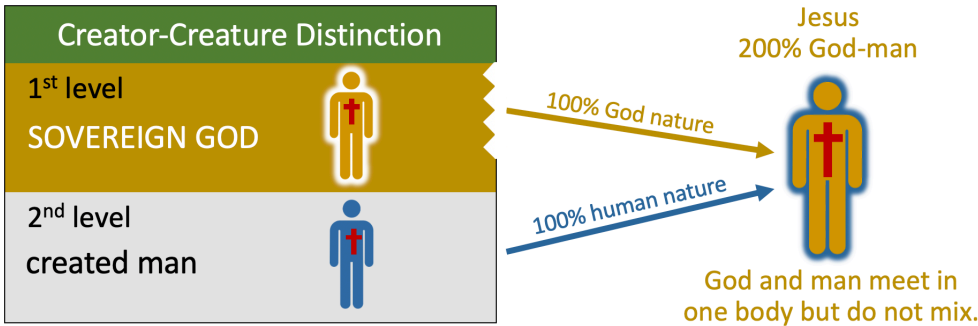 Creator-Creature Distinction
1st level
SOVEREIGN GOD
2nd level
created man
100% God nature
100% human nature
Jesus
200% God-man
God and man meet in
one body but do not mix.